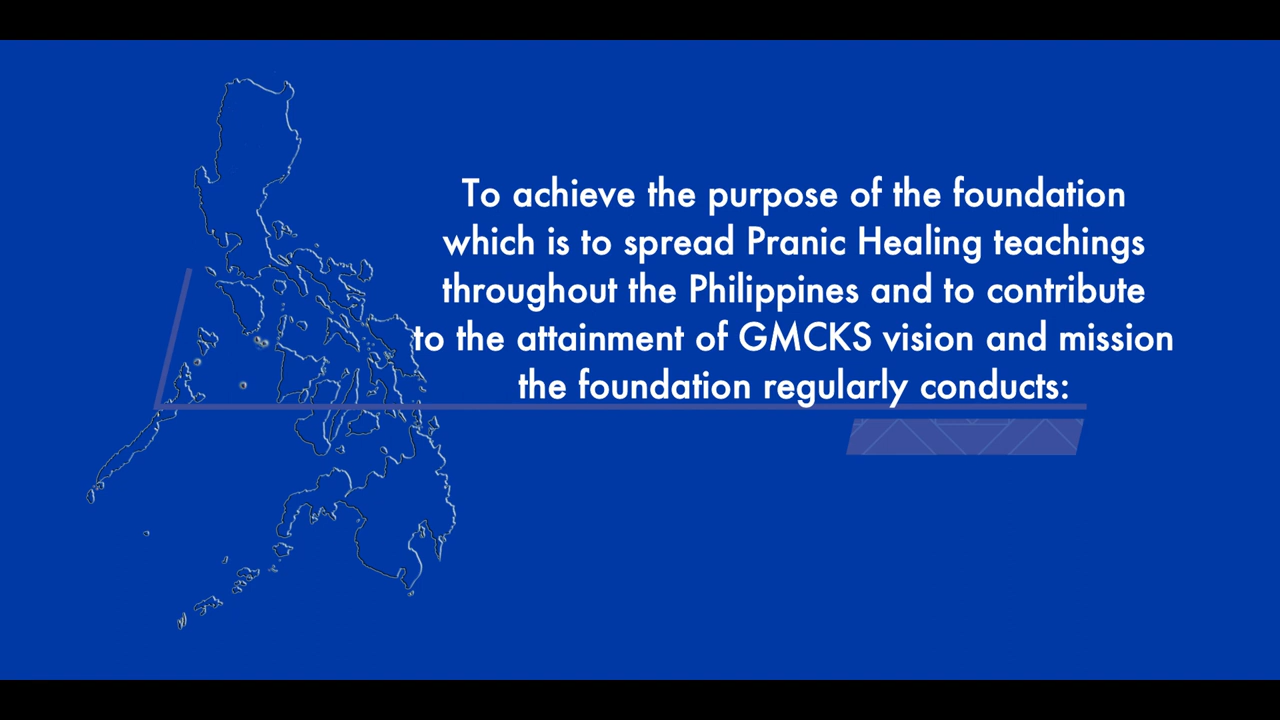 To achieve the purpose of the foundation
which is to spread Pranic Healing teachings
throughout the Philippines and to contribute
to the attainment of GMCKS vision and mission
the foundation regularly conducts: